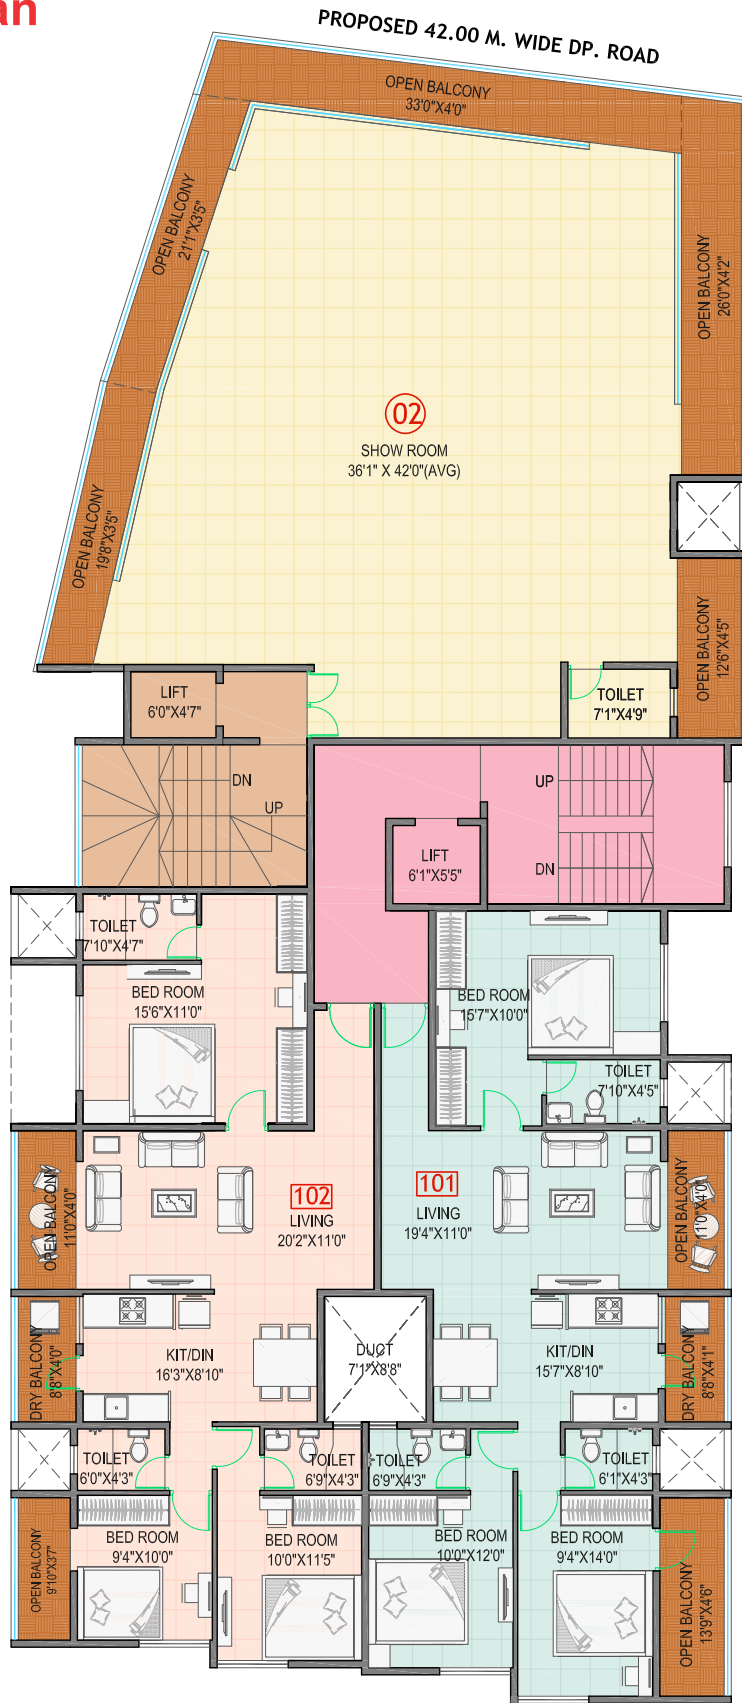 an
PROPOSED 42.00 M. WIDE DP. ROAD
OPEN BALCONY
33'0"X4'0"
OPEN BALCONY
21'1"X3'5"
OPEN BALCONY
26'0"X4'2"
02
SHOW ROOM
36'1" X 42'0"(AVG)
OPEN BALCONY
19'8"X3'5"
OPEN BALCONY
12'6"X4'5"
LIFT
6'0"X4'7"
TOILET
7'1"X4'9"
DN
UP
UP
DN
LIFT
6'1"X5'5"
TOILET
7'10"X4'7"
BED ROOM
15'6"X11'0"
BED ROOM
15'7"X10'0"
TOILET
7'10"X4'5"
OPEN BALCONY
11'0"X4'0"
102
LIVING
20'2"X11'0"
101
LIVING
19'4"X11'0"
OPEN BALCONY
11'0"X4'0"
DRY BALCONY
8'8"X4'0"
KIT/DIN
16'3"X8'10"
DUCT
7'1"X8'8"
KIT/DIN
15'7"X8'10"
DRY BALCONY
8'8"X4'1"
TOILET
6'0"X4'3"
TOILET
6'9"X4'3"
TOILET
6'9"X4'3"
TOILET
6'1"X4'3"
OPEN BALCONY
9'10"X3'7"
BED ROOM
9'4"X10'0"
BED ROOM
10'0"X11'5"
BED ROOM
10'0"X12'0"
BED ROOM
9'4"X14'0"
OPEN BALCONY
13'9"X4'6"